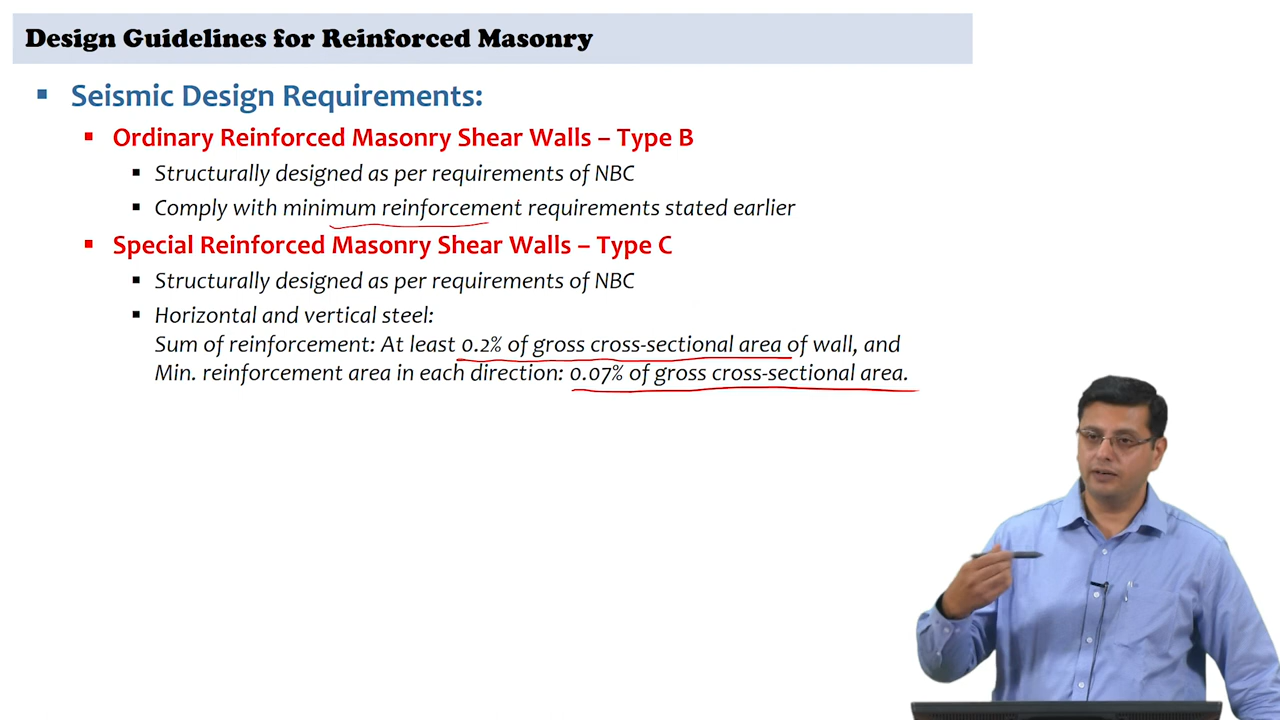 Design Guidelines for Reinforced Masonry
Seismic Design Requirements:
Ordinary Reinforced Masonry Shear Walls – Type B
Structurally designed as per requirements of NBC
Comply with minimum reinforcement requirements stated earlier
Special Reinforced Masonry Shear Walls – Type C
Structurally designed as per requirements of NBC
Horizontal and vertical steel:
Sum of reinforcement: At least 0.2% of gross cross-sectional area of wall, and
Min. reinforcement area in each direction: 0.07% of gross cross-sectional area.